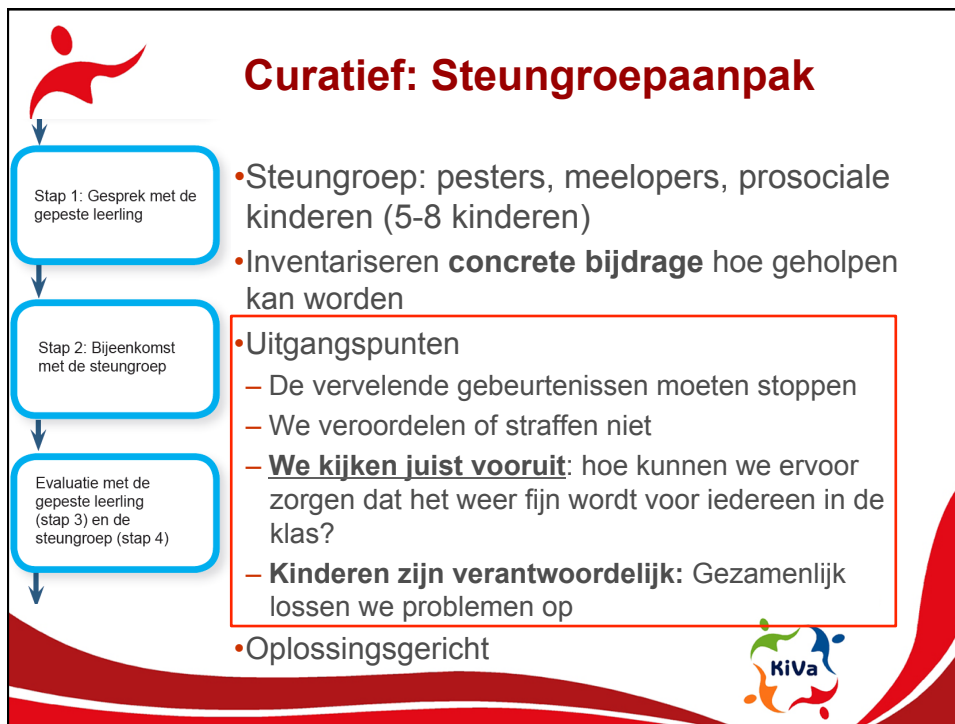 Curatief: Steungroepaanpak
Stap 1: Gesprek met de
gepeste leerling
Stap 2: Bijeenkomst
met de steungroep
Evaluatie met de
gepeste leerling
(stap 3) en de
steungroep (stap 4)
•Steungroep: pesters, meelopers, prosociale
kinderen (5-8 kinderen)
•Inventariseren concrete bijdrage hoe geholpen
kan worden
•Uitgangspunten
– De vervelende gebeurtenissen moeten stoppen
– We veroordelen of straffen niet
– We kijken juist vooruit: hoe kunnen we ervoor
zorgen dat het weer fijn wordt voor iedereen in de
klas?
– Kinderen zijn verantwoordelijk: Gezamenlijk
lossen we problemen op
•Oplossingsgericht
KiVa